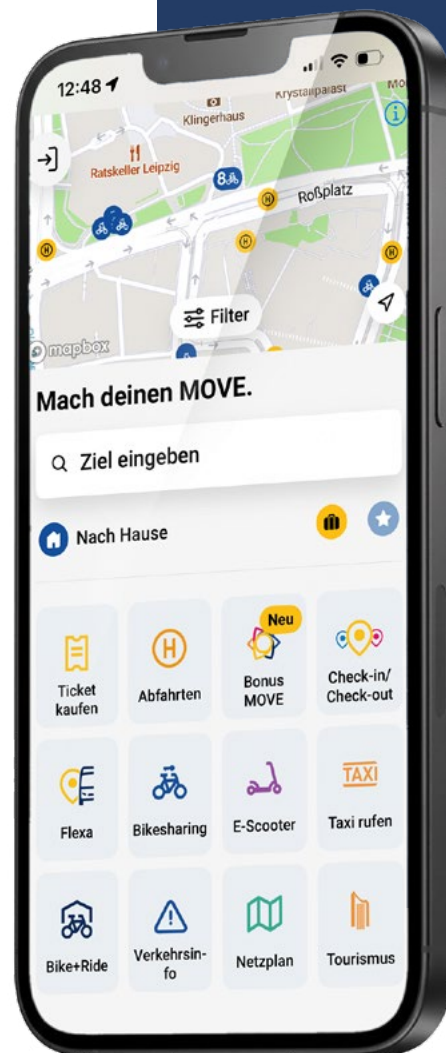 12:48
Krystallpalast
Mo
Klingerhaus
Ratskeller Leipzig
8
H
Roßplatz
H
H
H
Filter
mapbox
Mach deinen MOVE.
Ziel eingeben
Nach Hause
Neu
H
TAXI
Ticket
kaufen
Abfahrten
Bonus
MOVE
Check-in/
Check-out
Flexa
Bikesharing
E-Scooter
Taxi rufen
Bike+Ride
Verkehrsin-
fo
Netzplan
Tourismus